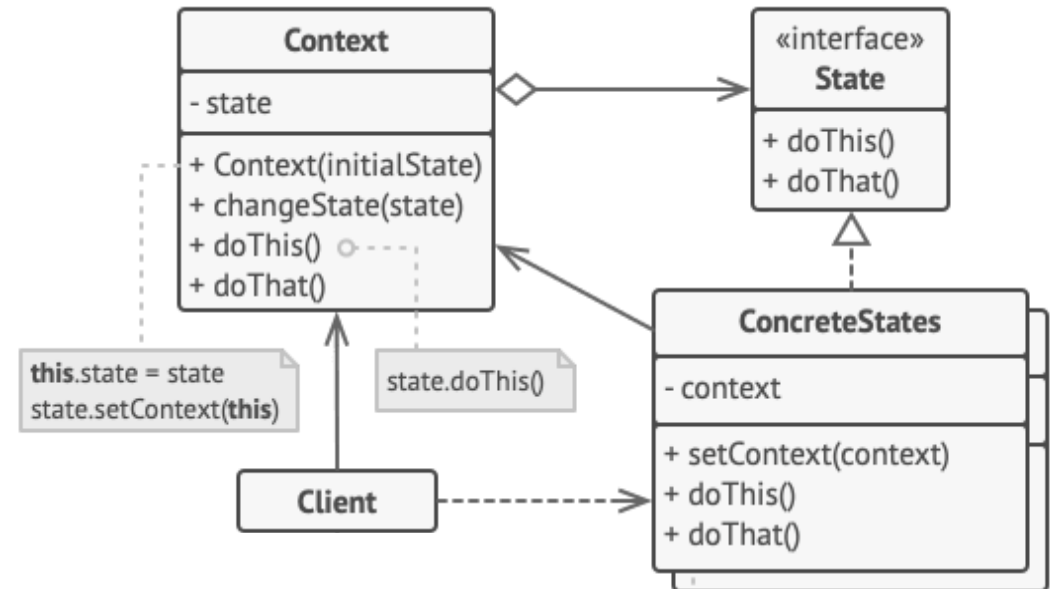 Context
- state
+ Context(initialState)
+ changeState(state)
+ doThis()
+ doThat()
«interface»
State
+ doThis()
+ doThat()
this.state = state
state.setContext(this)
state.doThis()
ConcreteStates
- context
+ setContext(context)
+ doThis()
+ doThat()
Client